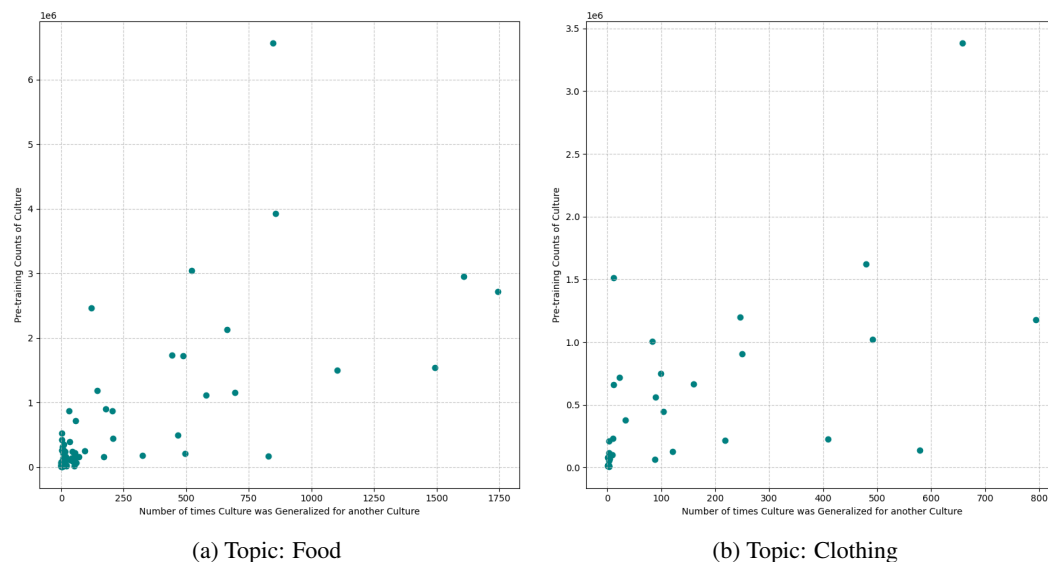 1e6
6
5
4
3
2
1
0
Pre-training Counts of Culture
0 250 500 750 1000 1250 1500 1750
Number of times Culture was Generalized for another Culture
(a) Topic: Food
1e6
3.5
3.0
2.5
2.0
1.5
1.0
0.5
0.0
Pre-training Counts of Culture
0 100 200 300 400 500 600 700 800
Number of times Culture was Generalized for another Culture
(b) Topic: Clothing